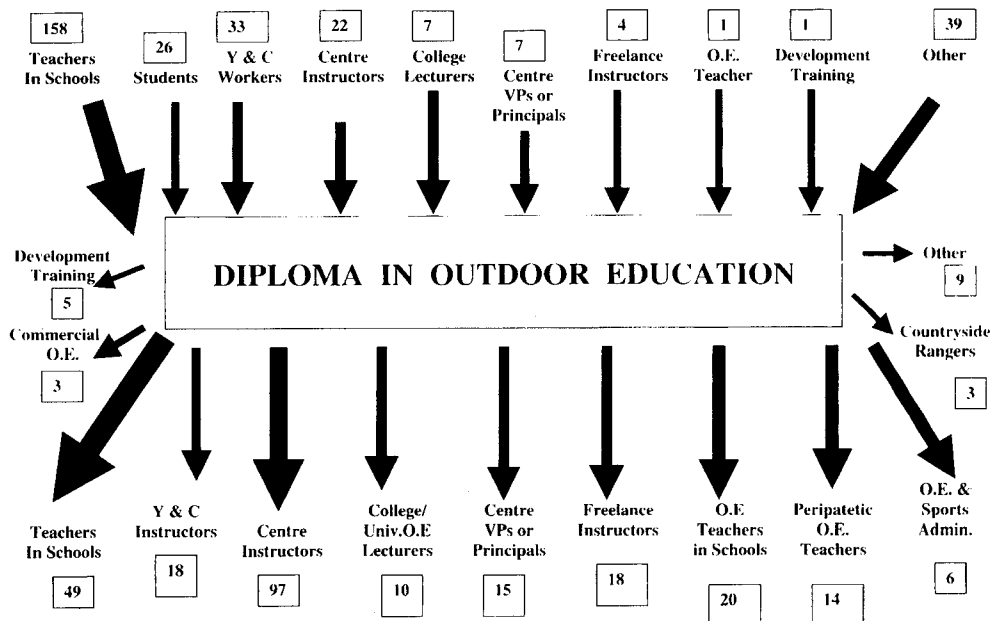 158
Teachers
In Schools
26
Students
33
Y & C
Workers
22
Centre
Instructors
7
College
Lecturers
7
Centre
VPs or
Principals
4
Freelance
Instructors
1
O.E.
Teacher
1
Development
Training
39
Other
DIPLOMA IN OUTDOOR EDUCATION
Development
Training
5
Commercial
O.E.
3
Other
9
Countryside
Rangers
3
Teachers
In Schools
49
Y & C
Instructors
18
Centre
Instructors
97
College/
Univ.O.E
Lecturers
10
Centre
VPs or
Principals
15
Freelance
Instructors
18
O.E
Teachers
in Schools
20
Peripatetic
O.E.
Teachers
14
O.E. &
Sports
Admin.
6